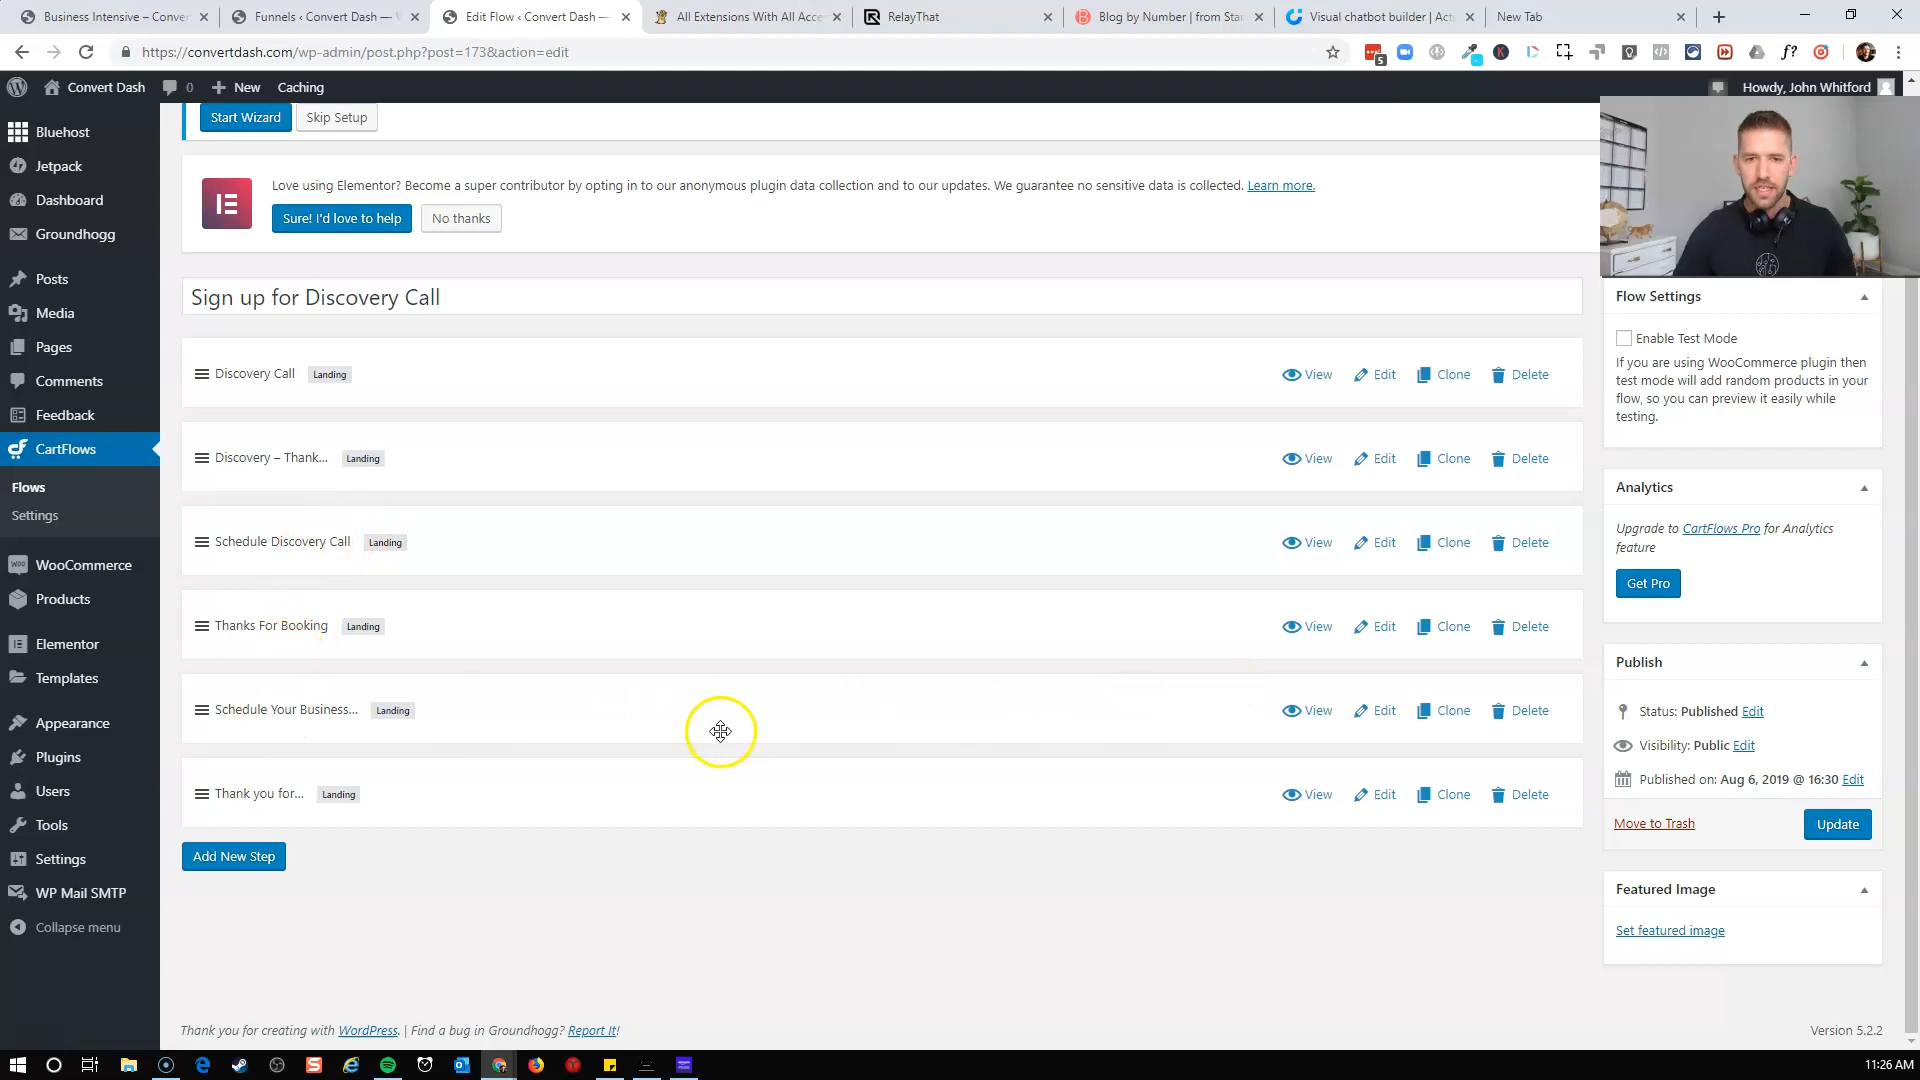 Business Intensive – Conver
Funnels ‹ Convert Dash — W
Edit Flow ‹ Convert Dash —
All Extensions With All Acce
RelayThat
Blog by Number | from Star
Visual chatbot builder | Acti
New Tab
https://convertdash.com/wp-admin/post.php?post=173&action=edit
5
f?
Convert Dash
0
New
Caching
Howdy, John Whitford
Bluehost
Jetpack
Dashboard
Groundhogg
Posts
Media
Pages
Comments
Feedback
CartFlows
Flows
Settings
WooCommerce
Products
Elementor
Templates
Appearance
Plugins
Users
Tools
Settings
WP Mail SMTP
Collapse menu
Start Wizard
Skip Setup
Love using Elementor? Become a super contributor by opting in to our anonymous plugin data collection and to our updates. We guarantee no sensitive data is collected. Learn more.
Sure! I'd love to help
No thanks
Sign up for Discovery Call
Discovery Call Landing View Edit Clone Delete
Discovery – Thank... Landing View Edit Clone Delete
Schedule Discovery Call Landing View Edit Clone Delete
Thanks For Booking Landing View Edit Clone Delete
Schedule Your Business... Landing View Edit Clone Delete
Thank you for... Landing View Edit Clone Delete
Add New Step
Flow Settings
Enable Test Mode
If you are using WooCommerce plugin then
test mode will add random products in your
flow, so you can preview it easily while
testing.
Analytics
Upgrade to CartFlows Pro for Analytics
feature
Get Pro
Publish
Status: Published Edit
Visibility: Public Edit
Published on: Aug 6, 2019 @ 16:30 Edit
Move to Trash
Update
Featured Image
Set featured image
Thank you for creating with WordPress. | Find a bug in Groundhogg? Report It!
Version 5.2.2
11:26 AM